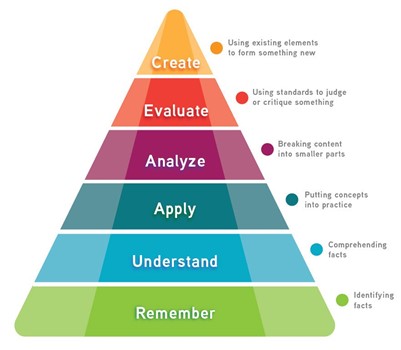 Using existing elements
to form something new
Create
Using standards to judge
or critique something
Evaluate
Breaking content
into smaller parts
Analyze
Putting concepts
into practice
Apply
Comprehending
facts
Understand
Identifying
facts
Remember